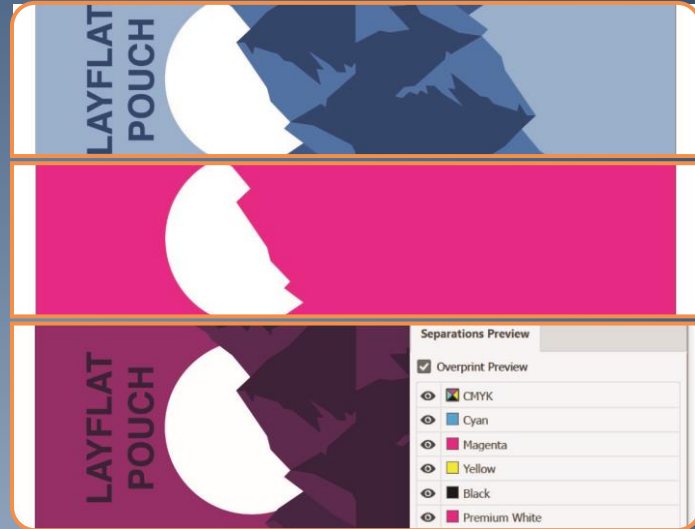 LAYFLAT
POUCH
LAYFLAT
POUCH
Separations Preview
Overprint Preview
CMYK
Cyan
Magenta
Yellow
Black
Premium White